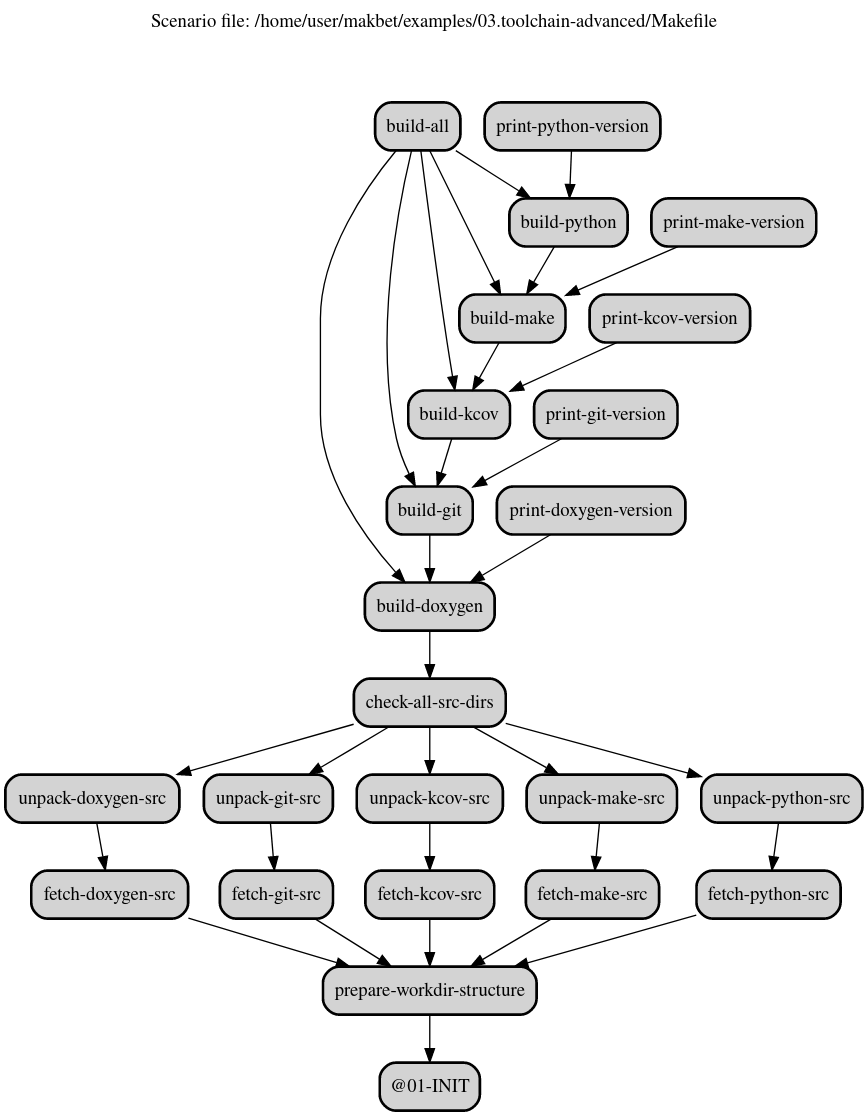 Scenario file: /home/user/makbet/examples/03.toolchain-advanced/Makefile
build-all
print-python-version
build-python
print-make-version
build-make
print-kcov-version
build-kcov
print-git-version
build-git
print-doxygen-version
build-doxygen
check-all-src-dirs
unpack-doxygen-src
unpack-git-src
unpack-kcov-src
unpack-make-src
unpack-python-src
fetch-doxygen-src
fetch-git-src
fetch-kcov-src
fetch-make-src
fetch-python-src
prepare-workdir-structure
@01-INIT